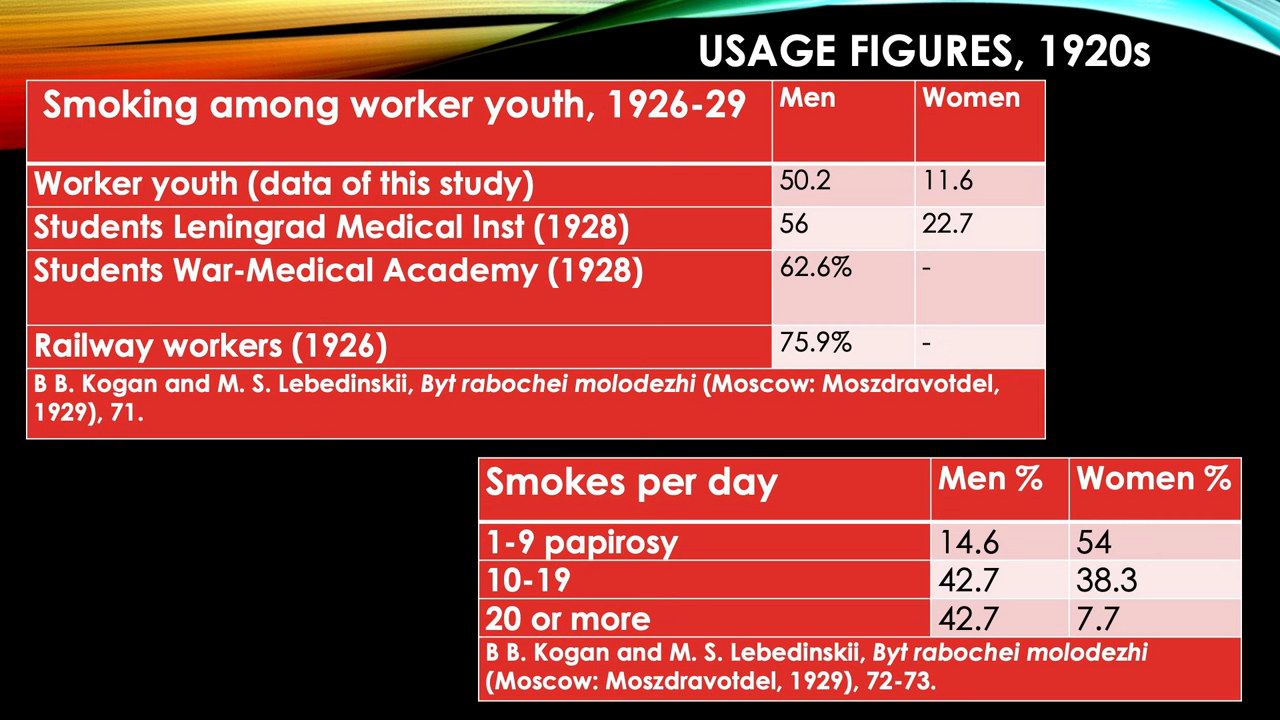 USAGE FIGURES, 1920s
Smoking among worker youth, 1926-29 Men Women
Worker youth (data of this study) 50.2 11.6
Students Leningrad Medical Inst (1928) 56 22.7
Students War-Medical Academy (1928) 62.6% -
Railway workers (1926) 75.9% -
B B. Kogan and M. S. Lebedinskii, Byt rabochei molodezhi (Moscow: Moszdravotdel,
1929), 71.
Smokes per day Men % Women %
1-9 papirosy 14.6 54
10-19 42.7 38.3
20 or more 42.7 7.7
B B. Kogan and M. S. Lebedinskii, Byt rabochei molodezhi
(Moscow: Moszdravotdel, 1929), 72-73.